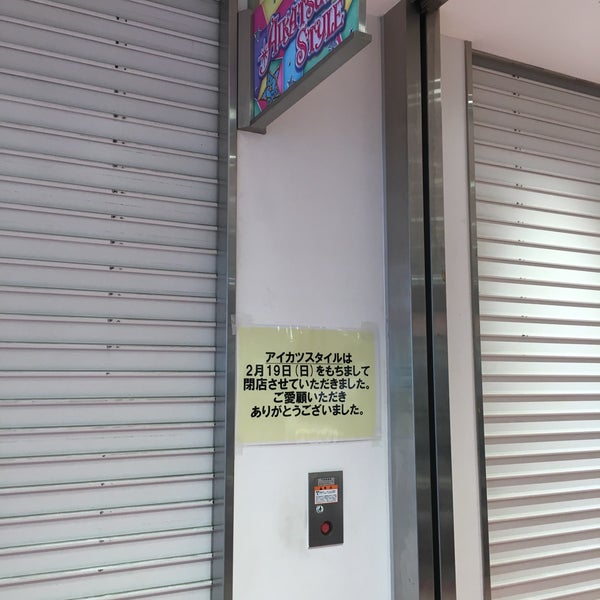 AIKATSU!
STYLE
アイカツスタイルは
2月19日(日)をもちまして
閉店させていただきました。
ご愛顧いただき
ありがとうございました。